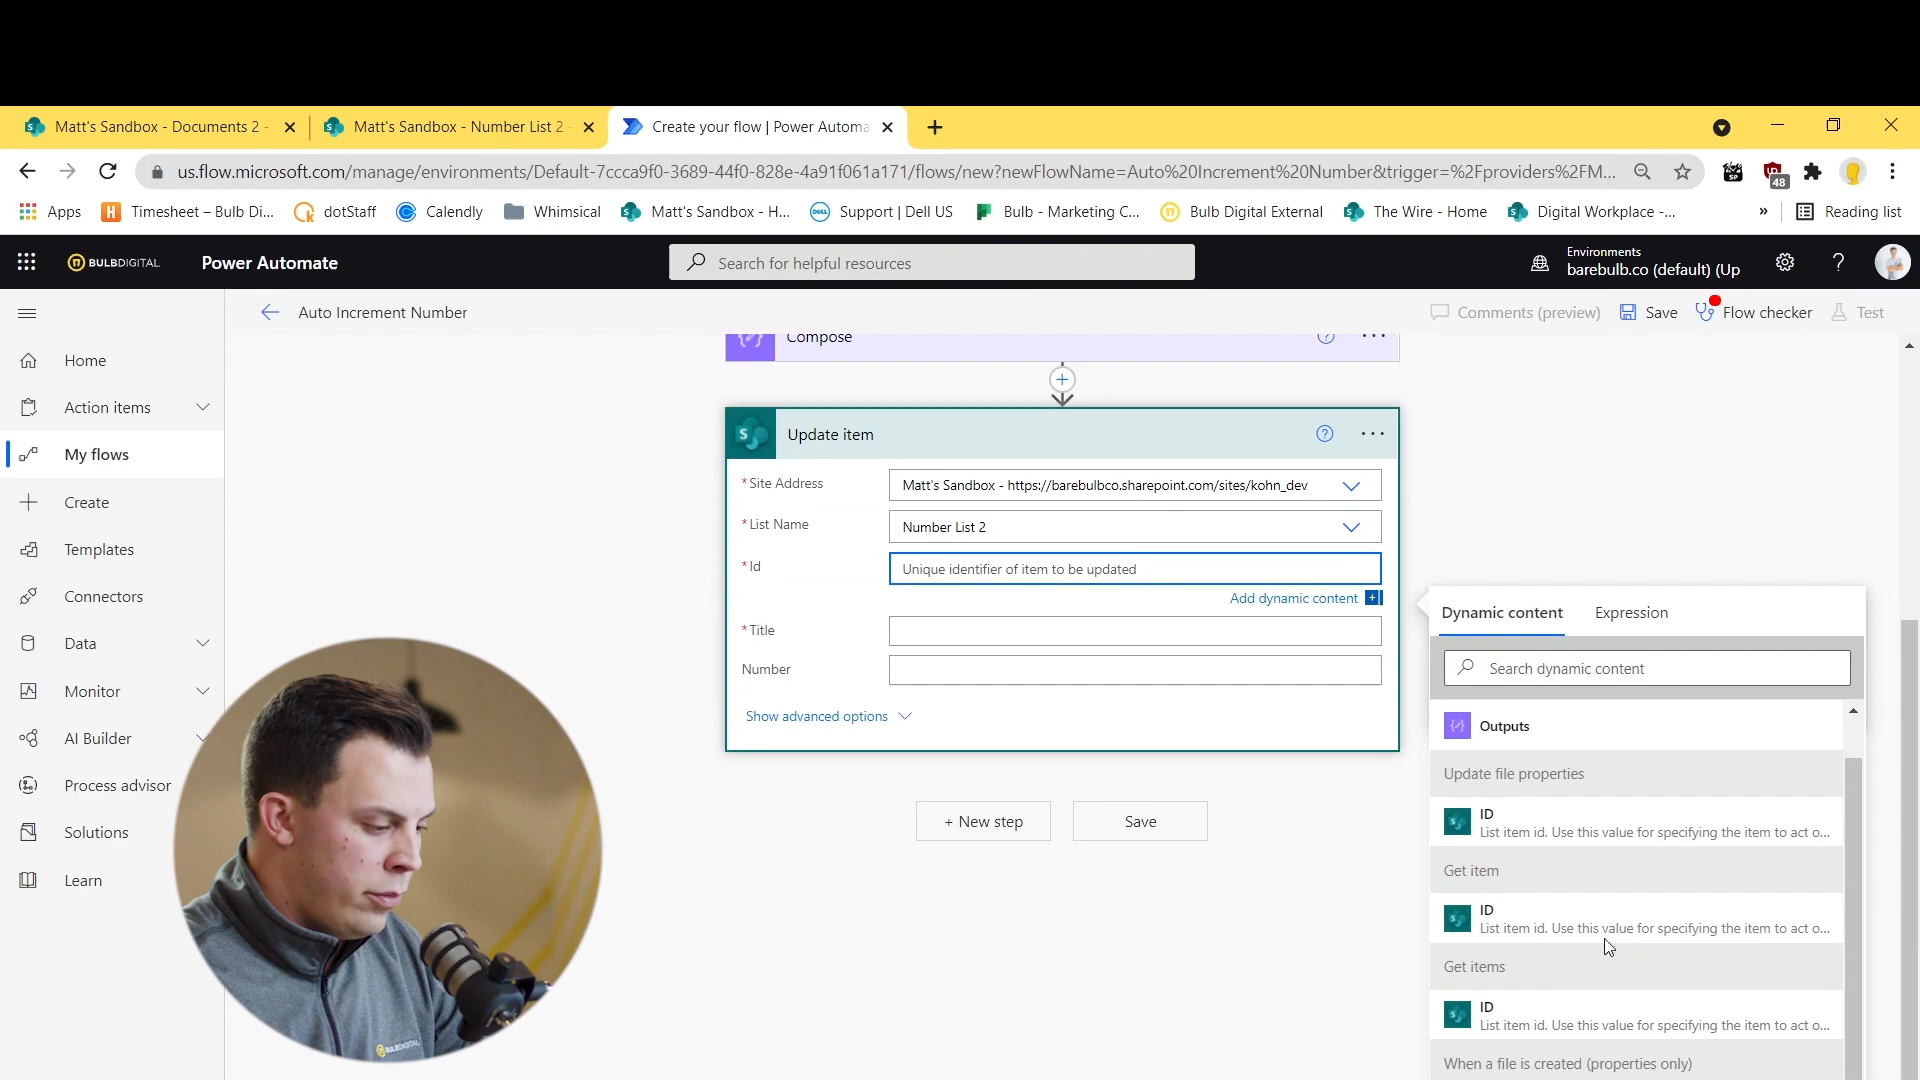 Matt's Sandbox - Documents 2 -
Matt's Sandbox - Number List 2
Create your flow | Power Automa
us.flow.microsoft.com/manage/environments/Default-7ccca9f0-3689-44f0-828e-4a91f061a171/flows/new?newFlowName=Auto%20Increment%20Number&trigger=%2Fproviders%2FM...
48
Apps
Timesheet – Bulb Di...
dotStaff
Calendly
Whimsical
Matt's Sandbox - H...
Support | Dell US
Bulb - Marketing C...
Bulb Digital External
The Wire - Home
Digital Workplace -...
»
Reading list
BULBDIGITAL
Power Automate
Search for helpful resources
Environments
barebulb.co (default) (Up
Auto Increment Number
Comments (preview)
Save
Flow checker
Test
Home
Action items
My flows
Create
Templates
Connectors
Data
Monitor
AI Builder
Process advisor
Solutions
Learn
Compose
Update item
* Site Address
Matt's Sandbox - https://barebulbco.sharepoint.com/sites/kohn_dev
* List Name
Number List 2
* Id
Unique identifier of item to be updated
Add dynamic content
* Title
Number
Show advanced options
+ New step
Save
Dynamic content
Expression
Search dynamic content
Outputs
Update file properties
ID
List item id. Use this value for specifying the item to act o...
Get item
ID
List item id. Use this value for specifying the item to act o...
Get items
ID
List item id. Use this value for specifying the item to act o...
When a file is created (properties only)
BULBDIGITAL